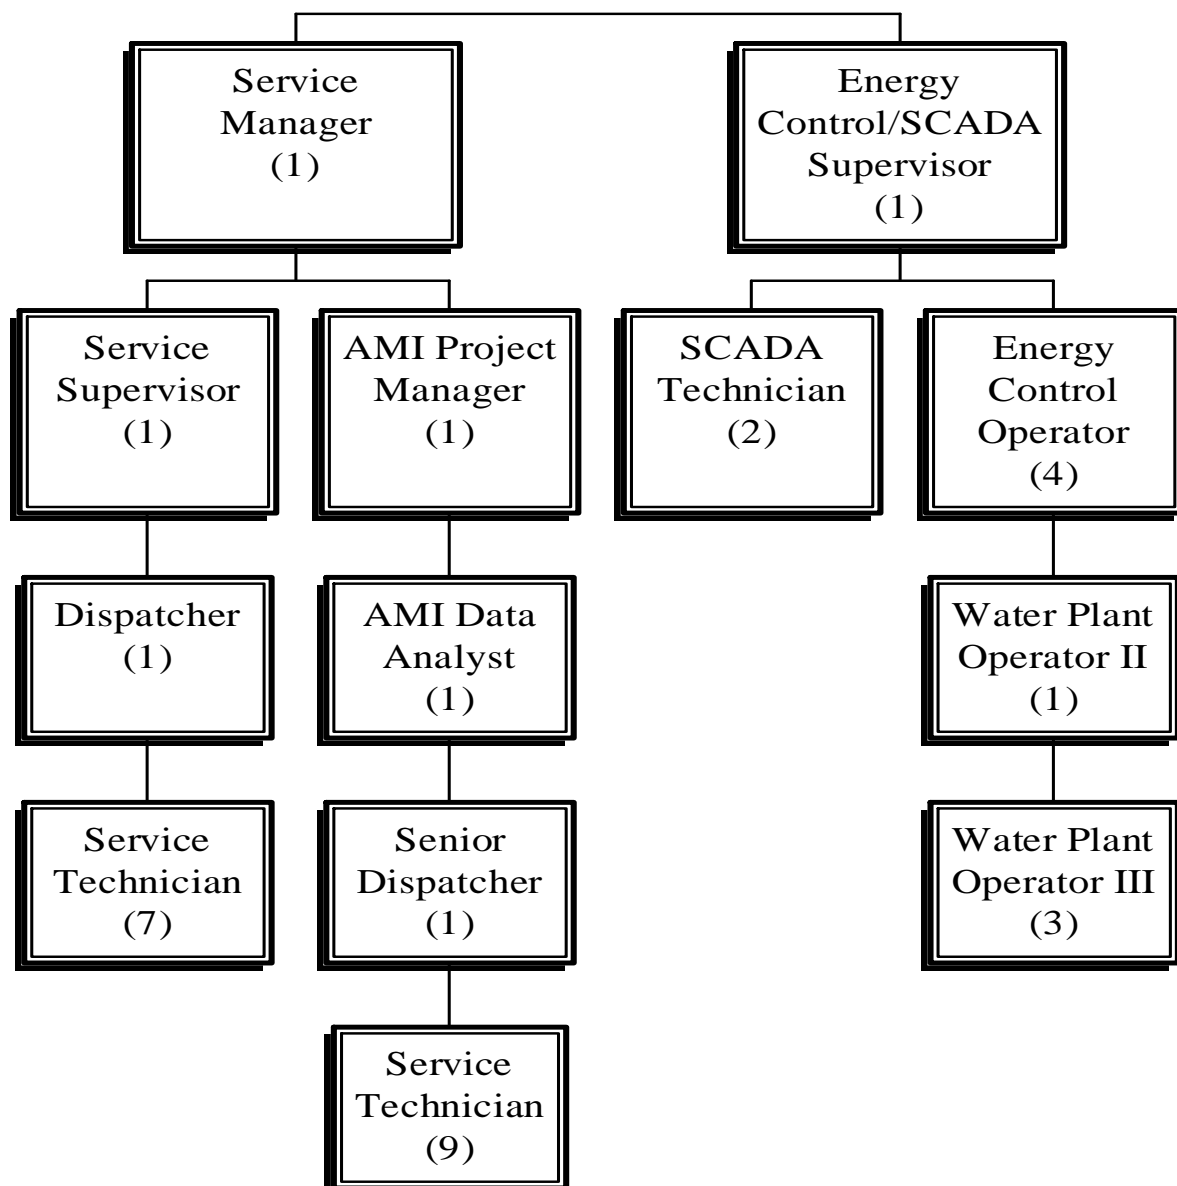 Service
Manager
(1)
Energy
Control/SCADA
Supervisor
(1)
Service
Supervisor
(1)
AMI Project
Manager
(1)
SCADA
Technician
(2)
Energy
Control
Operator
(4)
Dispatcher
(1)
AMI Data
Analyst
(1)
Water Plant
Operator II
(1)
Service
Technician
(7)
Senior
Dispatcher
(1)
Water Plant
Operator III
(3)
Service
Technician
(9)